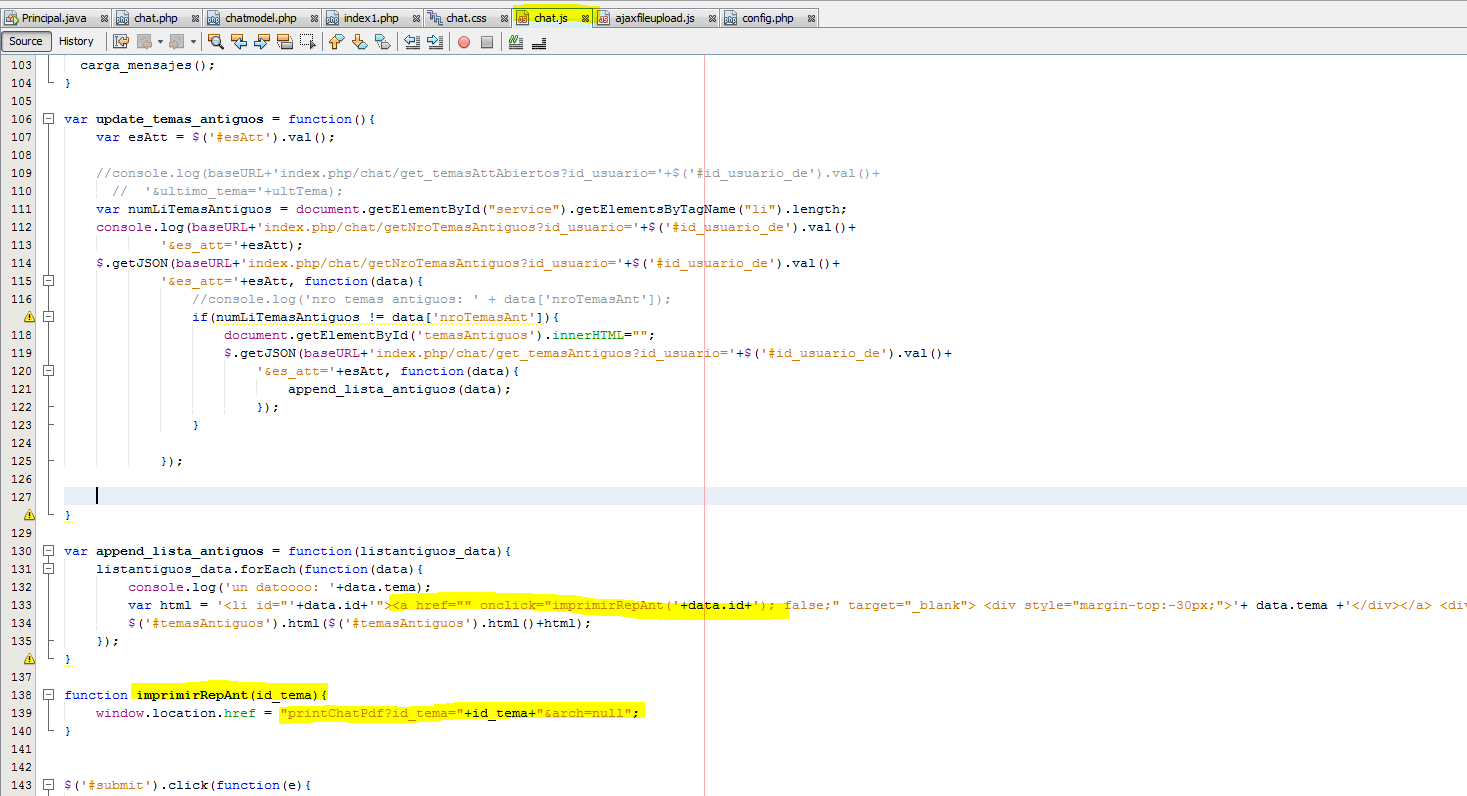 Principal.java chat.php chatmodel.php index1.php chat.css chat.js ajaxfileupload.js config.php
Source History
103 carga_mensajes();
104 }
105
106 var update_temas_antiguos = function(){
107 var esAtt = $('#esAtt').val();
108
109 //console.log(baseURL+'index.php/chat/get_temasAttAbiertos?id_usuario='+$('#id_usuario_de').val()+
110 // '&ultimo_tema='+ultTema);
111 var numLiTemasAntiguos = document.getElementById("service").getElementsByTagName("li").length;
112 console.log(baseURL+'index.php/chat/getNroTemasAntiguos?id_usuario='+$('#id_usuario_de').val()+
113 '&es_att='+esAtt);
114 $.getJSON(baseURL+'index.php/chat/getNroTemasAntiguos?id_usuario='+$('#id_usuario_de').val()+
115 '&es_att='+esAtt, function(data){
116 //console.log('nro temas antiguos: ' + data['nroTemasAnt']);
if(numLiTemasAntiguos != data['nroTemasAnt']){
118 document.getElementById('temasAntiguos').innerHTML="";
119 $.getJSON(baseURL+'index.php/chat/get_temasAntiguos?id_usuario='+$('#id_usuario_de').val()+
120 '&es_att='+esAtt, function(data){
121 append_lista_antiguos(data);
122 });
123 }
124
125 });
126
127
}
129
130 var append_lista_antiguos = function(listantiguos_data){
131 listantiguos_data.forEach(function(data){
132 console.log('un datoooo: '+data.tema);
133 var html = '<li id="'+data.id+'"><a href="" onclick="imprimirRepAnt('+data.id+'); false;" target="_blank"> <div style="margin-top:-30px;">'+ data.tema +'</div></a> <div
134 $('#temasAntiguos').html($('#temasAntiguos').html()+html);
135 });
}
137
138 function imprimirRepAnt(id_tema){
139 window.location.href = "printChatPdf?id_tema="+id_tema+"&arch=null";
140 }
141
142
143 $('#submit').click(function(e){